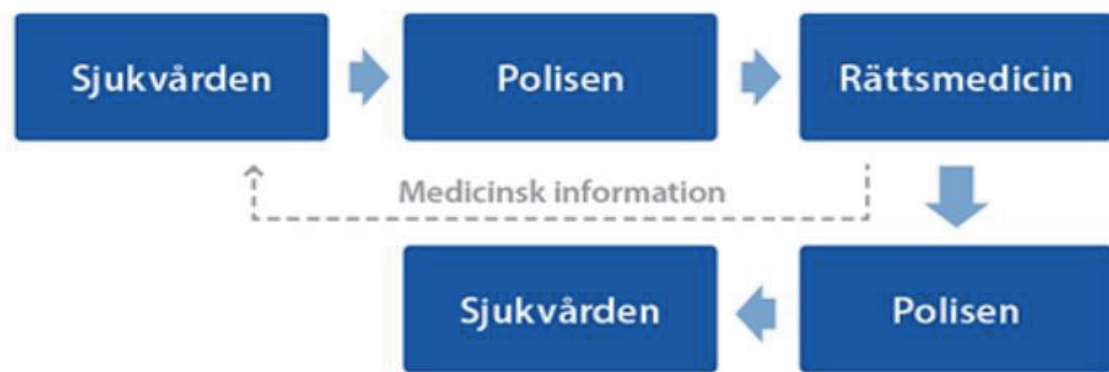 Sjukvården
Polisen
Rättsmedicin
Medicinsk information
Sjukvården
Polisen